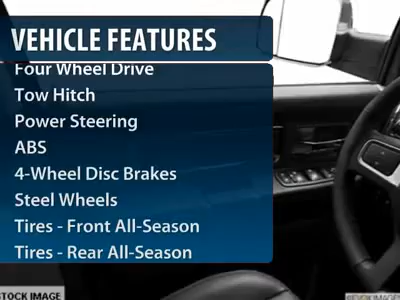 VEHICLE FEATURES
Four Wheel Drive
Tow Hitch
Power Steering
ABS
4-Wheel Disc Brakes
Steel Wheels
Tires - Front All-Season
Tires - Rear All-Season
STOCK IMAGE